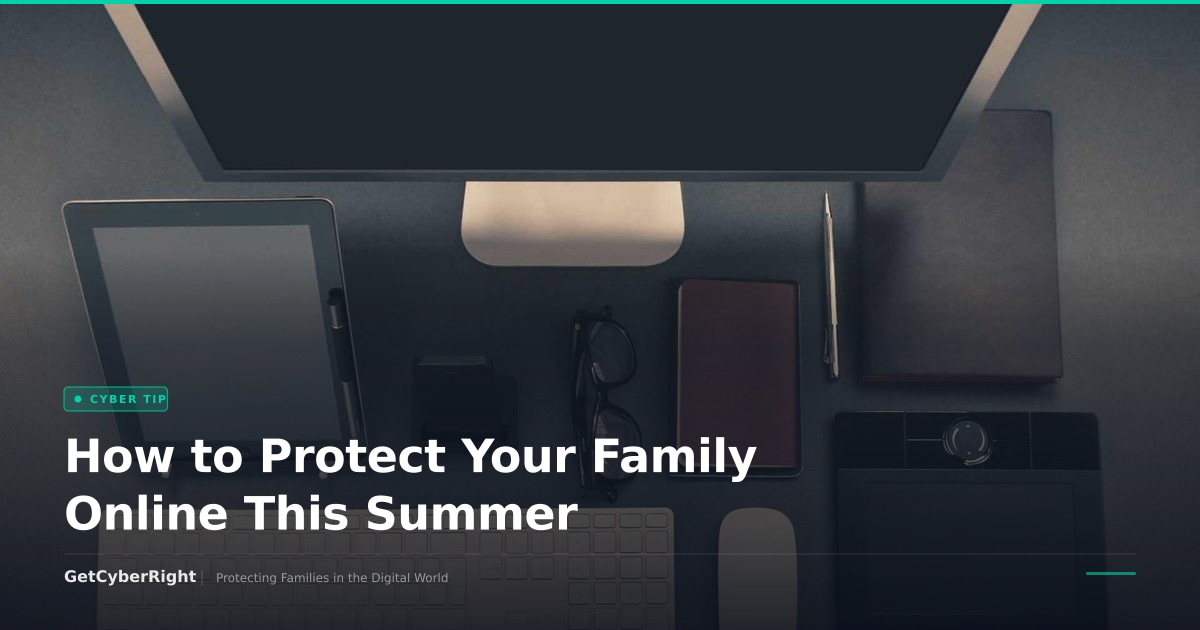 CYBER TIP
How to Protect Your Family
Online This Summer
GetCyberRight | Protecting Families in the Digital World